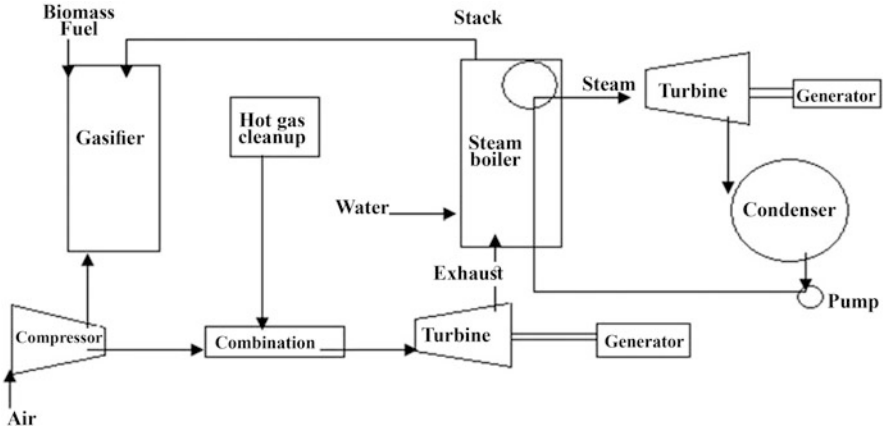 Biomass
Fuel
Stack
Gasifier
Hot gas
cleanup
Steam
boiler
Steam
Turbine
Generator
Water
Condenser
Exhaust
Pump
Compressor
Combination
Turbine
Generator
Air